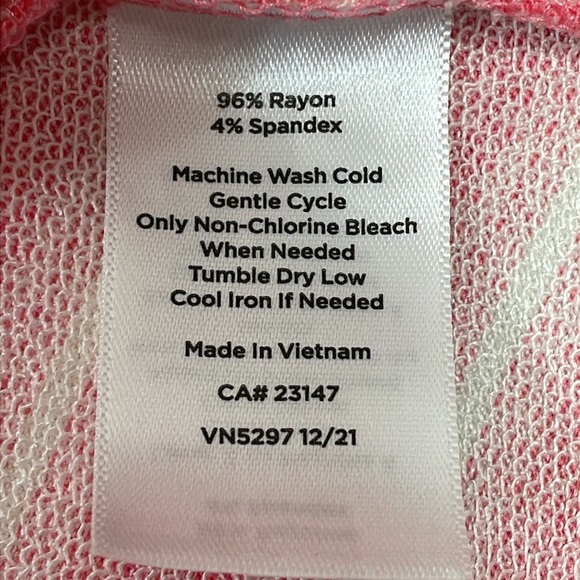 96% Rayon
4% Spandex
Machine Wash Cold
Gentle Cycle
Only Non-Chlorine Bleach
When Needed
Tumble Dry Low
Cool Iron If Needed
Made In Vietnam
CA# 23147
VN5297 12/21